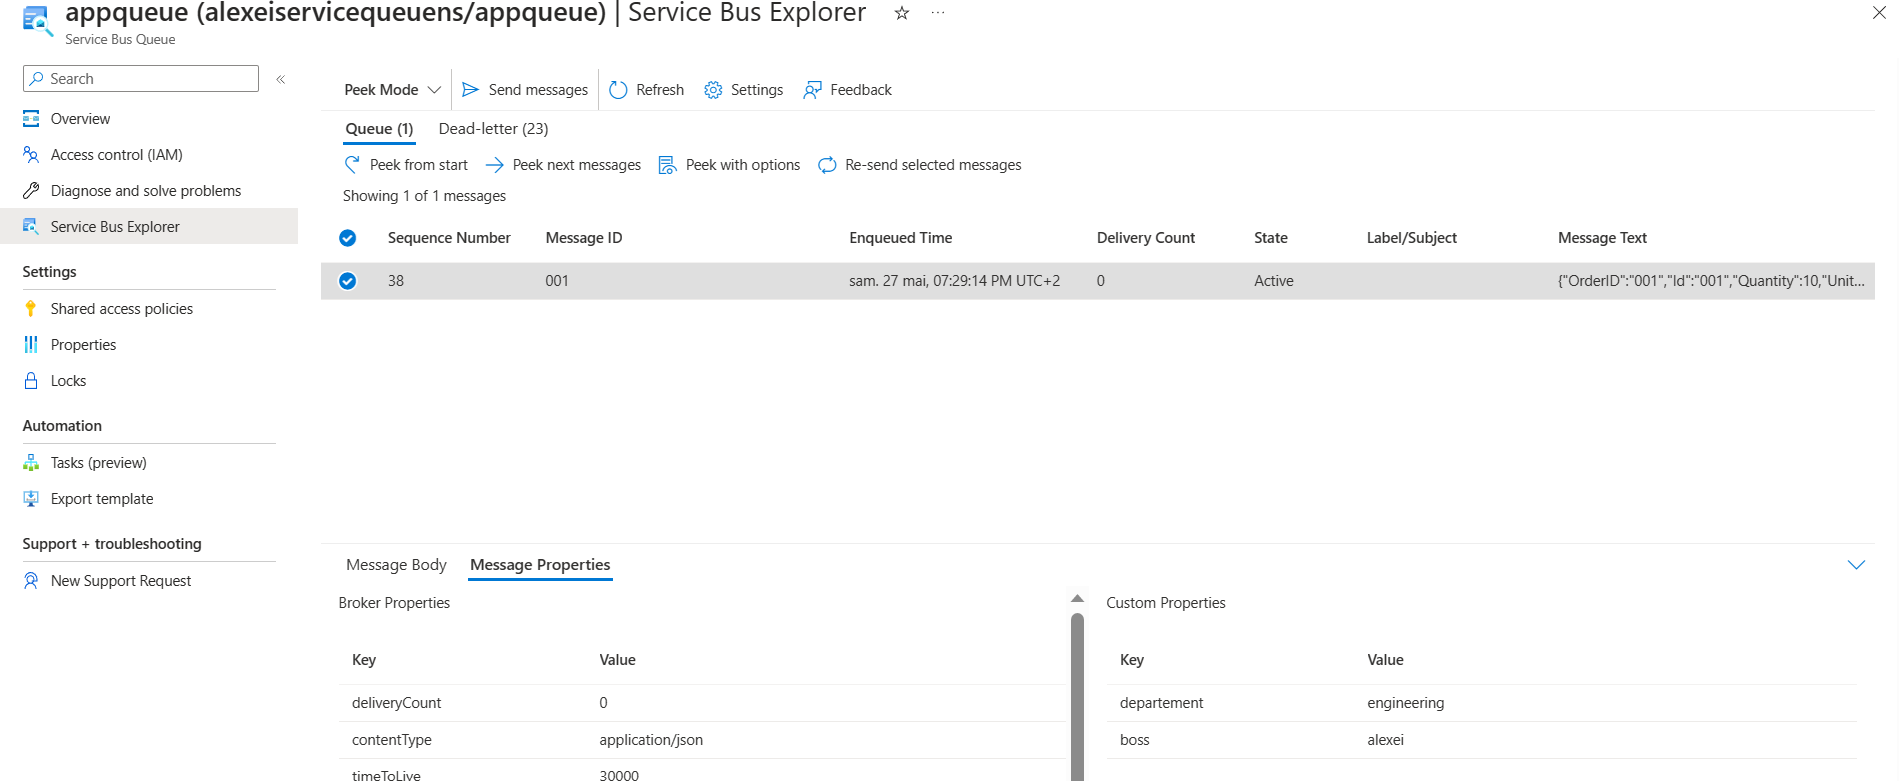 appqueue (alexeiservicequeuens/appqueue) | Service Bus Explorer
Service Bus Queue
Search
Overview
Access control (IAM)
Diagnose and solve problems
Service Bus Explorer
Settings
Shared access policies
Properties
Locks
Automation
Tasks (preview)
Export template
Support + troubleshooting
New Support Request
Peek Mode Send messages Refresh Settings Feedback
Queue (1) Dead-letter (23)
Peek from start Peek next messages Peek with options Re-send selected messages
Showing 1 of 1 messages
Sequence Number Message ID Enqueued Time Delivery Count State Label/Subject Message Text
38 001 sam. 27 mai, 07:29:14 PM UTC+2 0 Active {"OrderID":"001","Id":"001","Quantity":10,"Unit...
Message Body Message Properties
Broker Properties
Key Value
deliveryCount 0
contentType application/json
timeToLive 30000
Custom Properties
Key Value
departement engineering
boss alexei